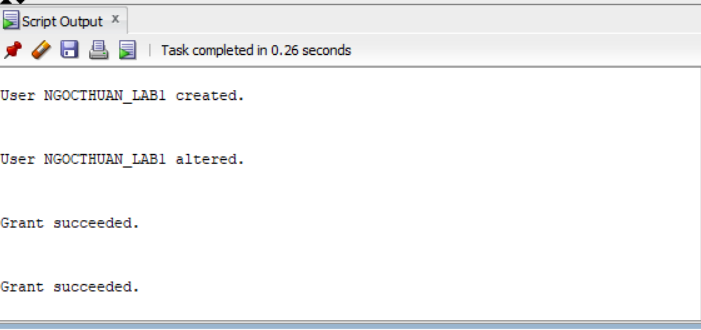 Script Output x
Task completed in 0.26 seconds
User NGOCTHUAN_LAB1 created.
User NGOCTHUAN_LAB1 altered.
Grant succeeded.
Grant succeeded.